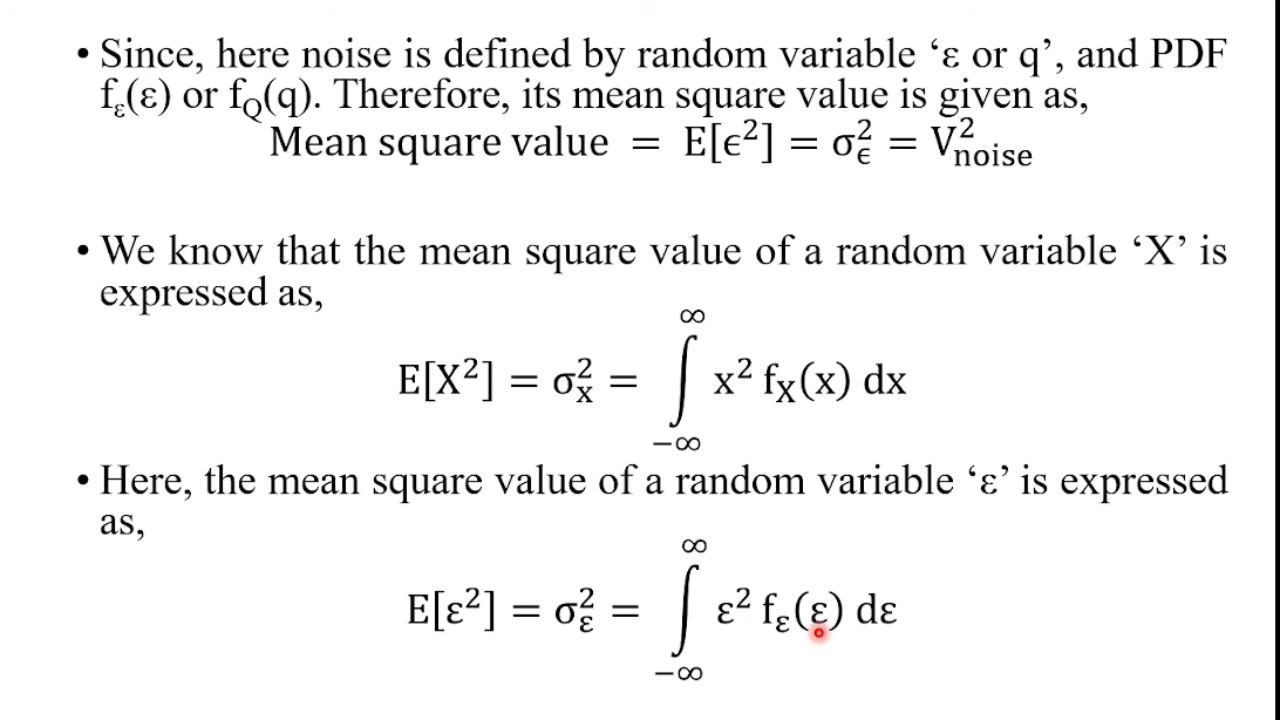 • Since, here noise is defined by random variable ‘ε or q’, and PDF
fε(ε) or fQ(q). Therefore, its mean square value is given as,
Mean square value = E[ϵ²] = σϵ² = V²noise
• We know that the mean square value of a random variable ‘X’ is
expressed as,
E[X²] = σx² = ∫_{−∞}^{∞} x² fX(x) dx
• Here, the mean square value of a random variable ‘ε’ is expressed
as,
E[ε²] = σε² = ∫_{−∞}^{∞} ε² fε(ε) dε